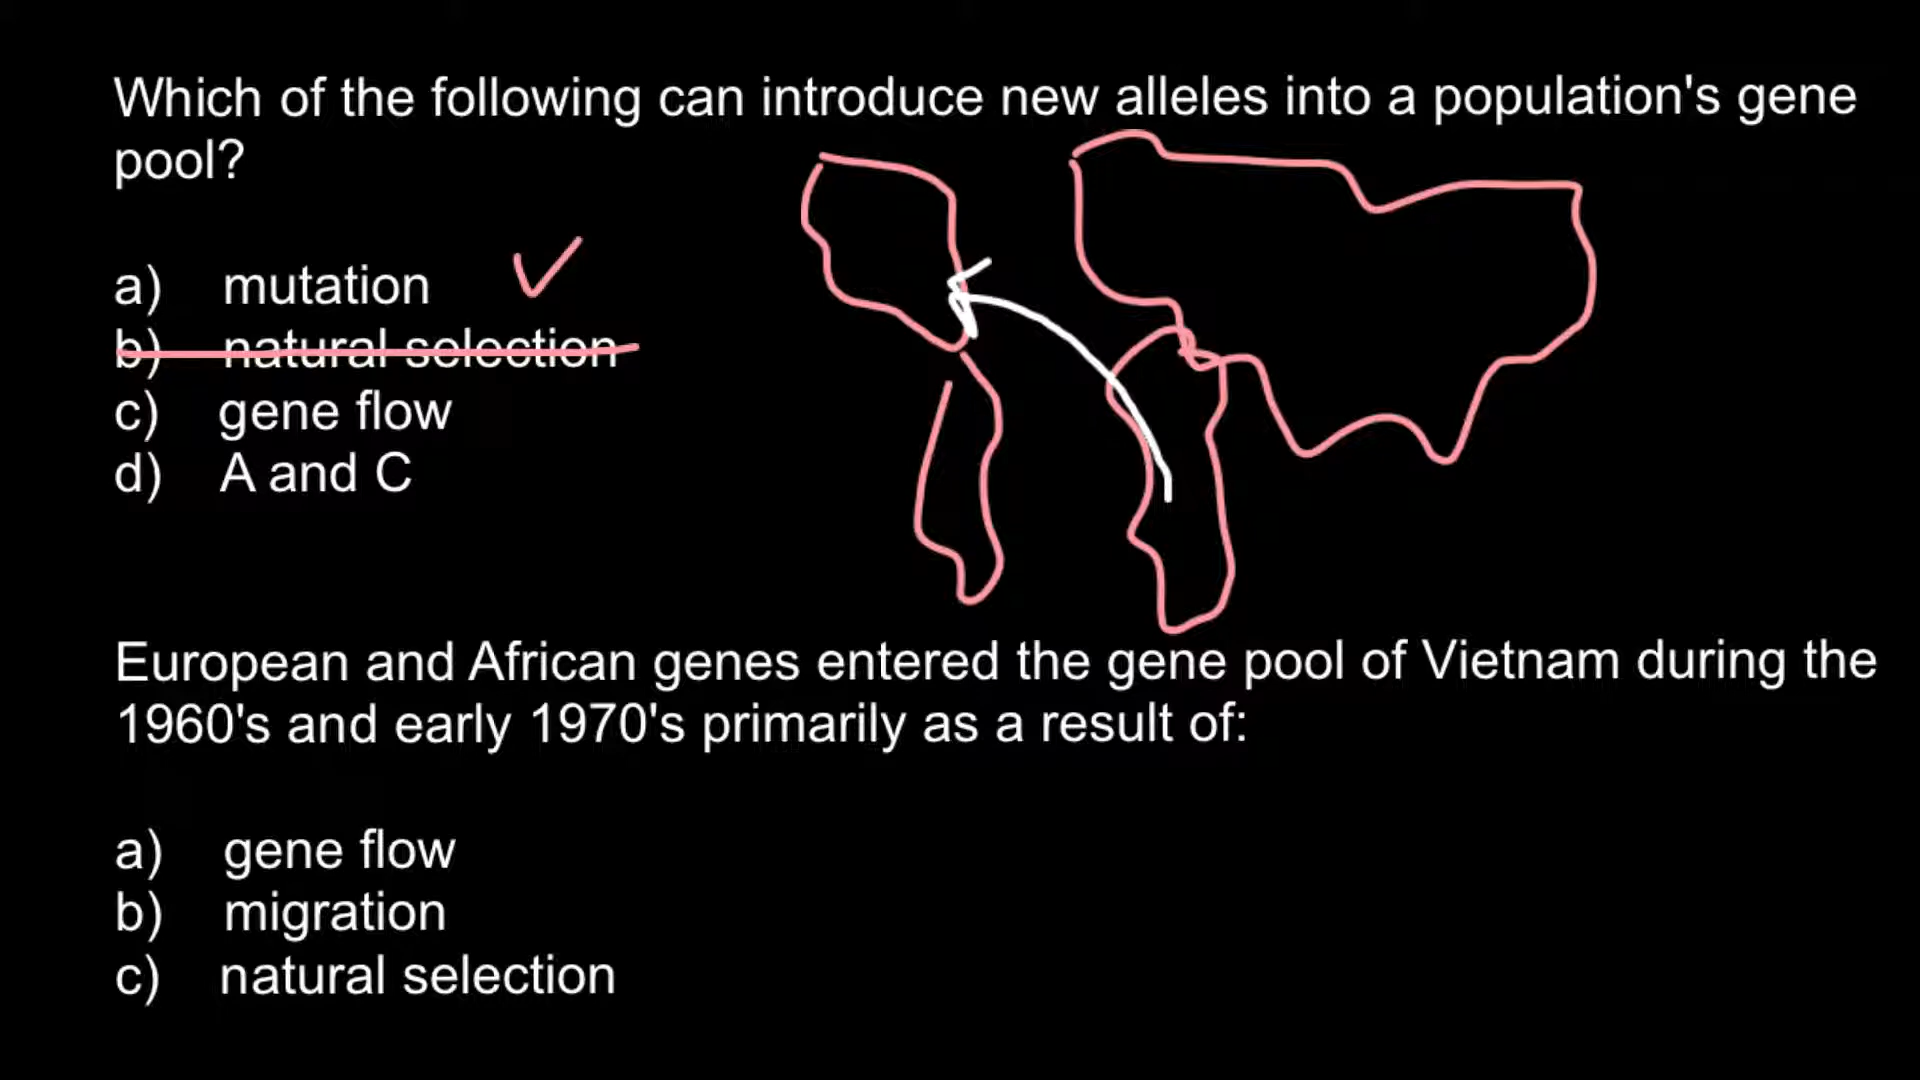 Which of the following can introduce new alleles into a population's gene
pool?
a) mutation
b) natural selection
c) gene flow
d) A and C
European and African genes entered the gene pool of Vietnam during the
1960's and early 1970's primarily as a result of:
a) gene flow
b) migration
c) natural selection